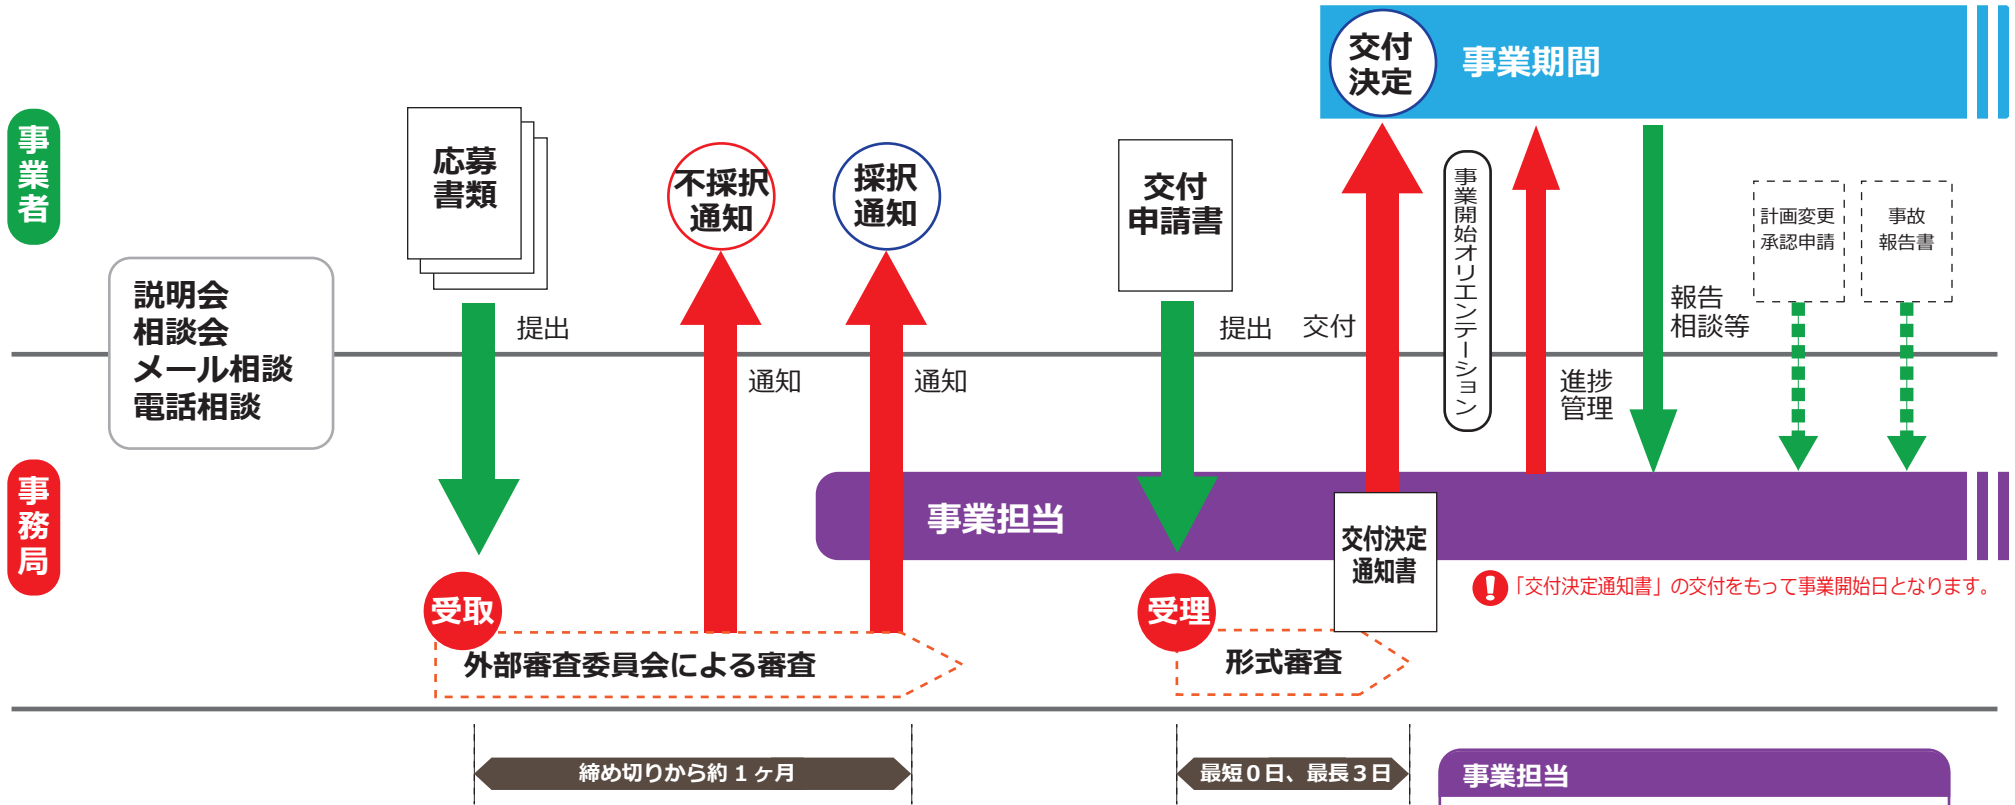 交付
決定
事業期間
事業者
応募
書類
不採択
通知
採択
通知
交付
申請書
事業開始オリエンテーション
計画変更
承認申請
事故
報告書
説明会
相談会
メール相談
電話相談
提出
通知
通知
提出
交付
進捗
管理
報告
相談等
事務局
事業担当
交付決定
通知書
「交付決定通知書」の交付をもって事業開始日となります。
受取
外部審査委員会による審査
受理
形式審査
締め切りから約1ヶ月
最短0日、最長3日
事業担当